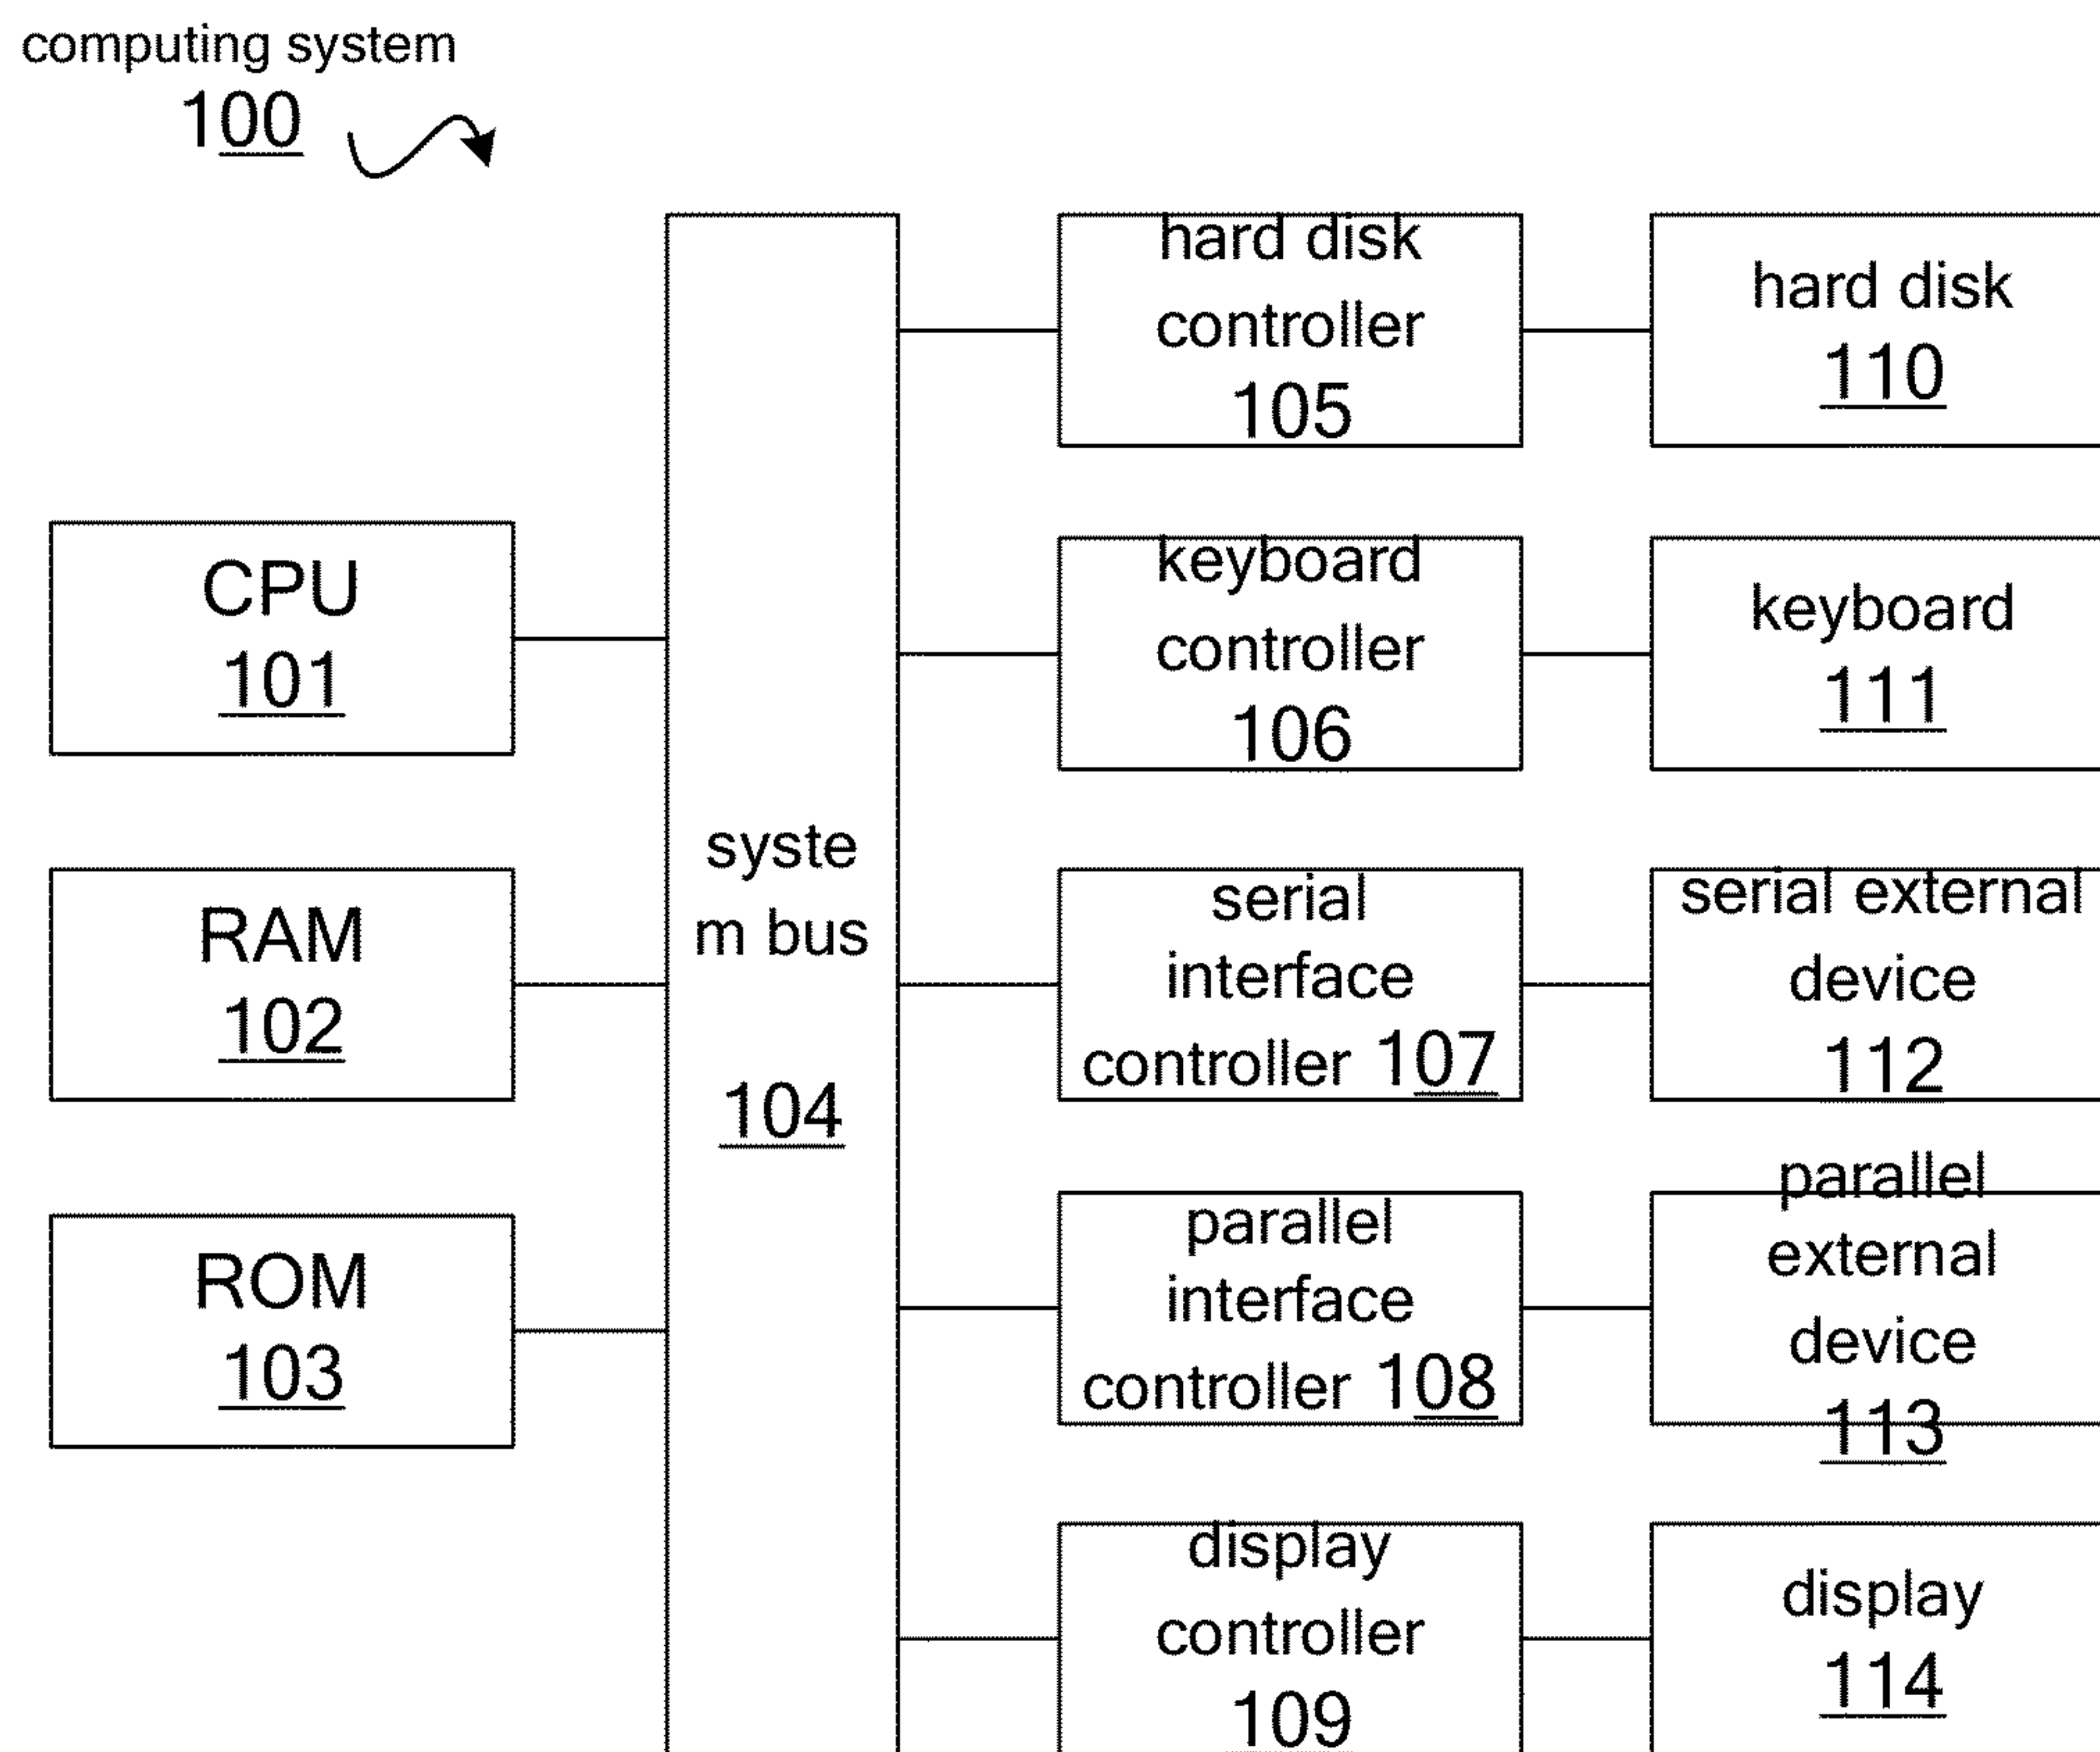 computing system
100
hard disk
controller
105
hard disk
110
CPU
101
keyboard
controller
106
keyboard
111
syste
m bus
104
RAM
102
serial
interface
controller 107
serial external
device
112
ROM
103
parallel
interface
controller 108
parallel
external
device
113
display
controller
109
display
114